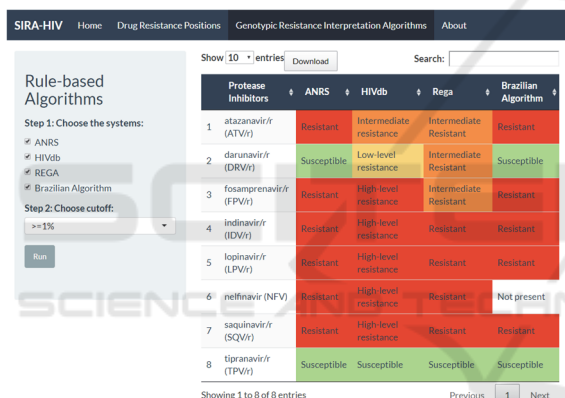 SIRA-HIV Home Drug Resistance Positions Genotypic Resistance Interpretation Algorithms About
Rule-based
Algorithms
Step 1: Choose the systems:
ANRS
HIVdb
REGA
Brazilian Algorithm
Step 2: Choose cutoff:
>=1%
Run
Show 10 entries Download Search:
Protease Inhibitors ANRS HIVdb Rega Brazilian Algorithm
1 atazanavir/r (ATV/r) Resistant Intermediate resistance Intermediate Resistant Resistant
2 darunavir/r (DRV/r) Susceptible Low-level resistance Intermediate Resistant Susceptible
3 fosamprenavir/r (FPV/r) Resistant High-level resistance Intermediate Resistant Resistant
4 indinavir/r (IDV/r) Resistant High-level resistance Resistant Resistant
5 lopinavir/r (LPV/r) Resistant High-level resistance Resistant Resistant
6 nelfinavir (NFV) Resistant High-level resistance Resistant Not present
7 saquinavir/r (SQV/r) Resistant High-level resistance Resistant Resistant
8 tipranavir/r (TPV/r) Susceptible Susceptible Susceptible Susceptible
Showing 1 to 8 of 8 entries Previous 1 Next